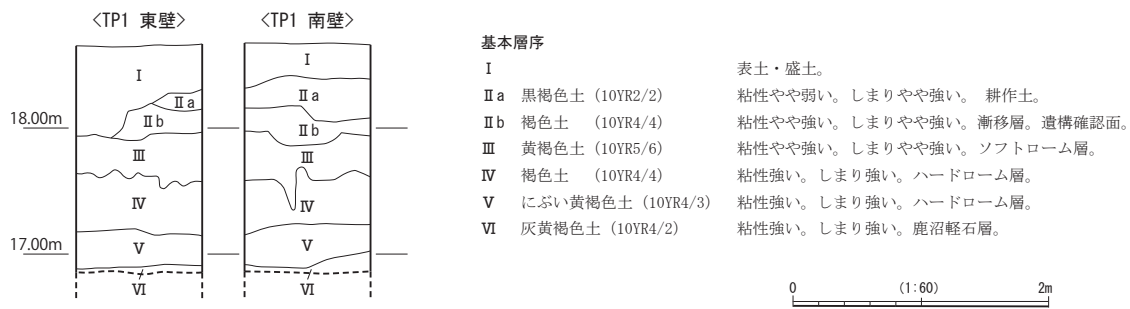 〈TP1 東壁〉
〈TP1 南壁〉
Ⅰ
Ⅱa
Ⅱb
Ⅲ
Ⅳ
Ⅴ
Ⅵ
Ⅰ
Ⅱa
Ⅱb
Ⅲ
Ⅳ
Ⅴ
Ⅵ
18.00m
17.00m
基本層序
Ⅰ 表土・盛土。
Ⅱa 黒褐色土（10YR2/2） 粘性やや弱い。しまりやや強い。 耕作土。
Ⅱb 褐色土 （10YR4/4） 粘性やや強い。しまりやや強い。漸移層。遺構確認面。
Ⅲ 黄褐色土（10YR5/6） 粘性やや強い。しまりやや強い。ソフトローム層。
Ⅳ 褐色土 （10YR4/4） 粘性強い。しまり強い。ハードローム層。
Ⅴ にぶい黄褐色土（10YR4/3） 粘性強い。しまり強い。ハードローム層。
Ⅵ 灰黄褐色土（10YR4/2） 粘性強い。しまり強い。鹿沼軽石層。
0 (1:60) 2m